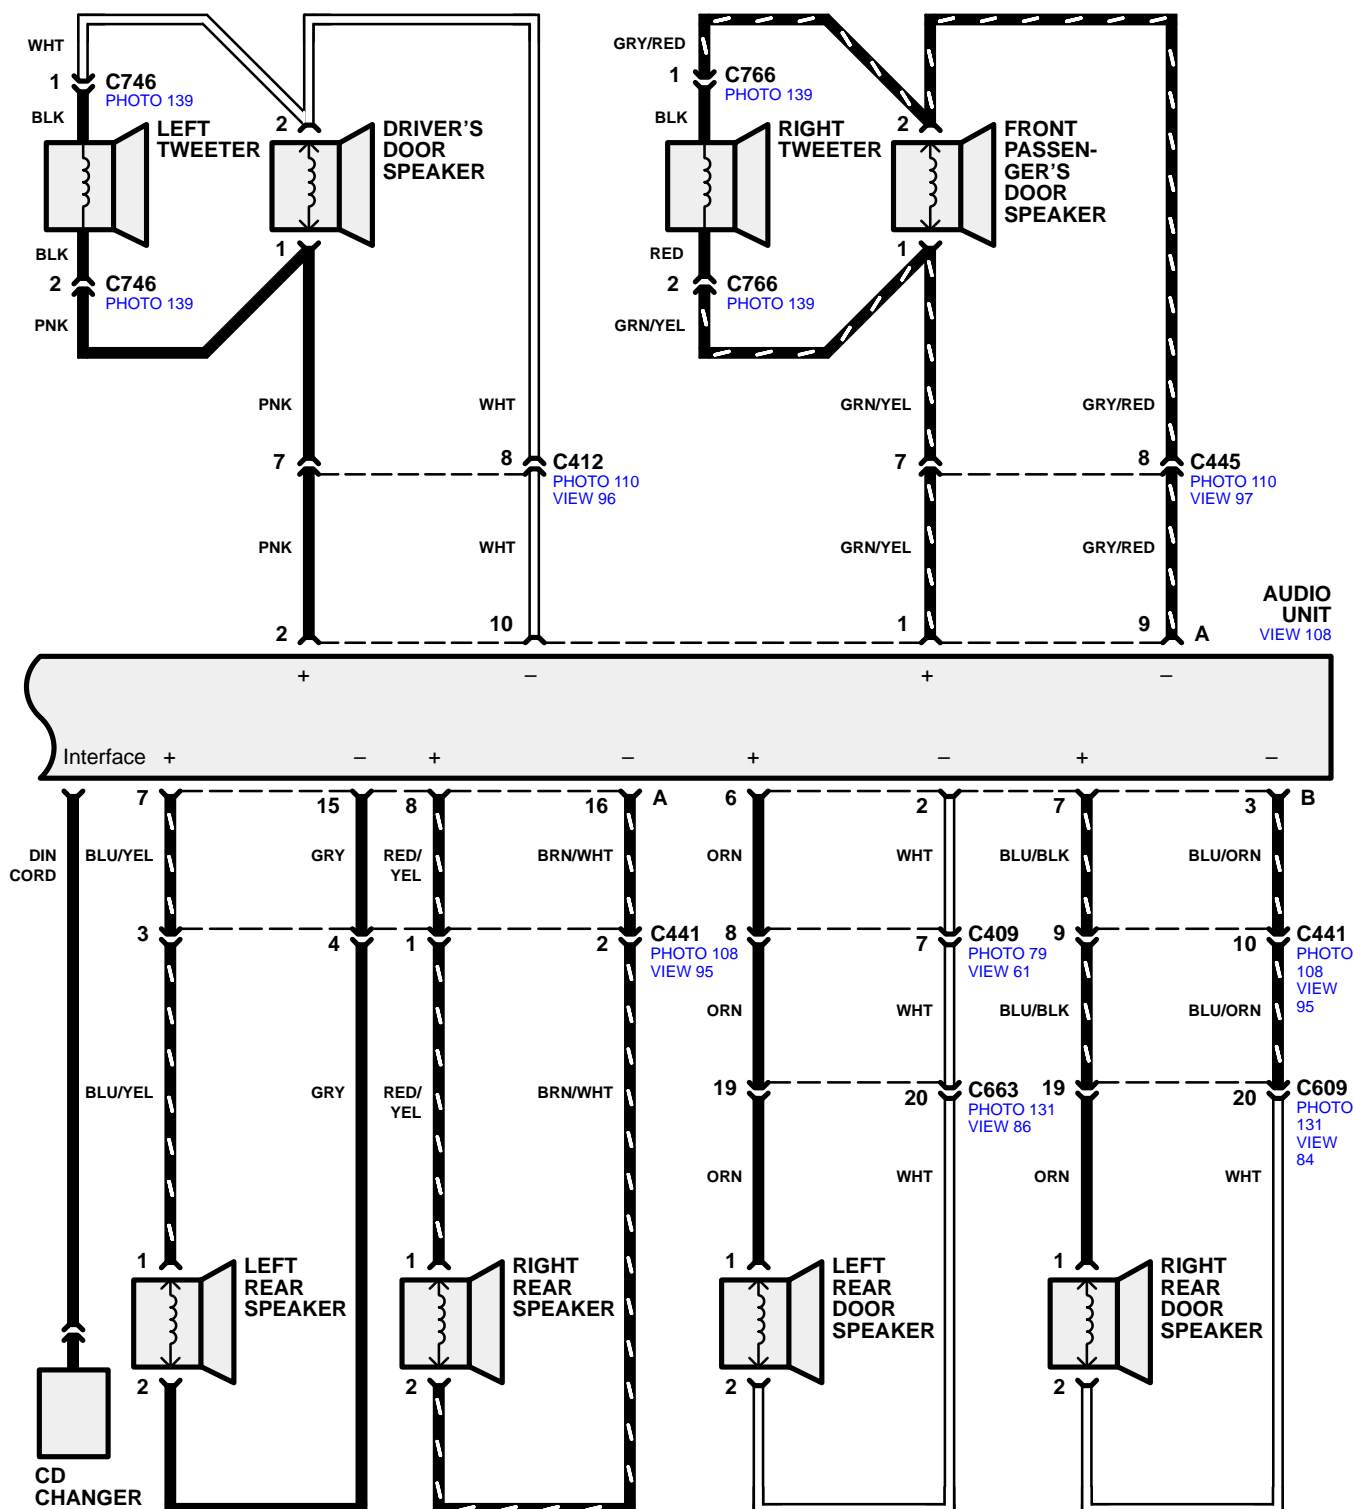 WHT
1 C746
PHOTO 139
BLK
LEFT
TWEETER
BLK
2 C746
PHOTO 139
PNK
2
DRIVER'S
DOOR
SPEAKER
1
GRY/RED
1 C766
PHOTO 139
BLK
RIGHT
TWEETER
RED
2 C766
PHOTO 139
GRN/YEL
2
FRONT
PASSEN-
GER'S
DOOR
SPEAKER
1
PNK WHT GRN/YEL GRY/RED
7 8 C412
PHOTO 110
VIEW 96
7 8 C445
PHOTO 110
VIEW 97
PNK WHT GRN/YEL GRY/RED
AUDIO
UNIT
VIEW 108
2 10 1 9 A
+ – + –
Interface + – + – + – + –
7 15 8 16 A 6 2 7 3 B
DIN
CORD
BLU/YEL GRY RED/
YEL
BRN/WHT ORN WHT BLU/BLK BLU/ORN
3 4 1 2 C441
PHOTO 108
VIEW 95
8 7 C409
PHOTO 79
VIEW 61
9 10 C441
PHOTO
108
VIEW
95
ORN WHT BLU/BLK BLU/ORN
BLU/YEL GRY RED/
YEL
BRN/WHT
19 20 C663
PHOTO 131
VIEW 86
19 20 C609
PHOTO
131
VIEW
84
ORN WHT ORN WHT
1
LEFT
REAR
SPEAKER
2
1
RIGHT
REAR
SPEAKER
2
1
LEFT
REAR
DOOR
SPEAKER
2
1
RIGHT
REAR
DOOR
SPEAKER
2
CD
CHANGER